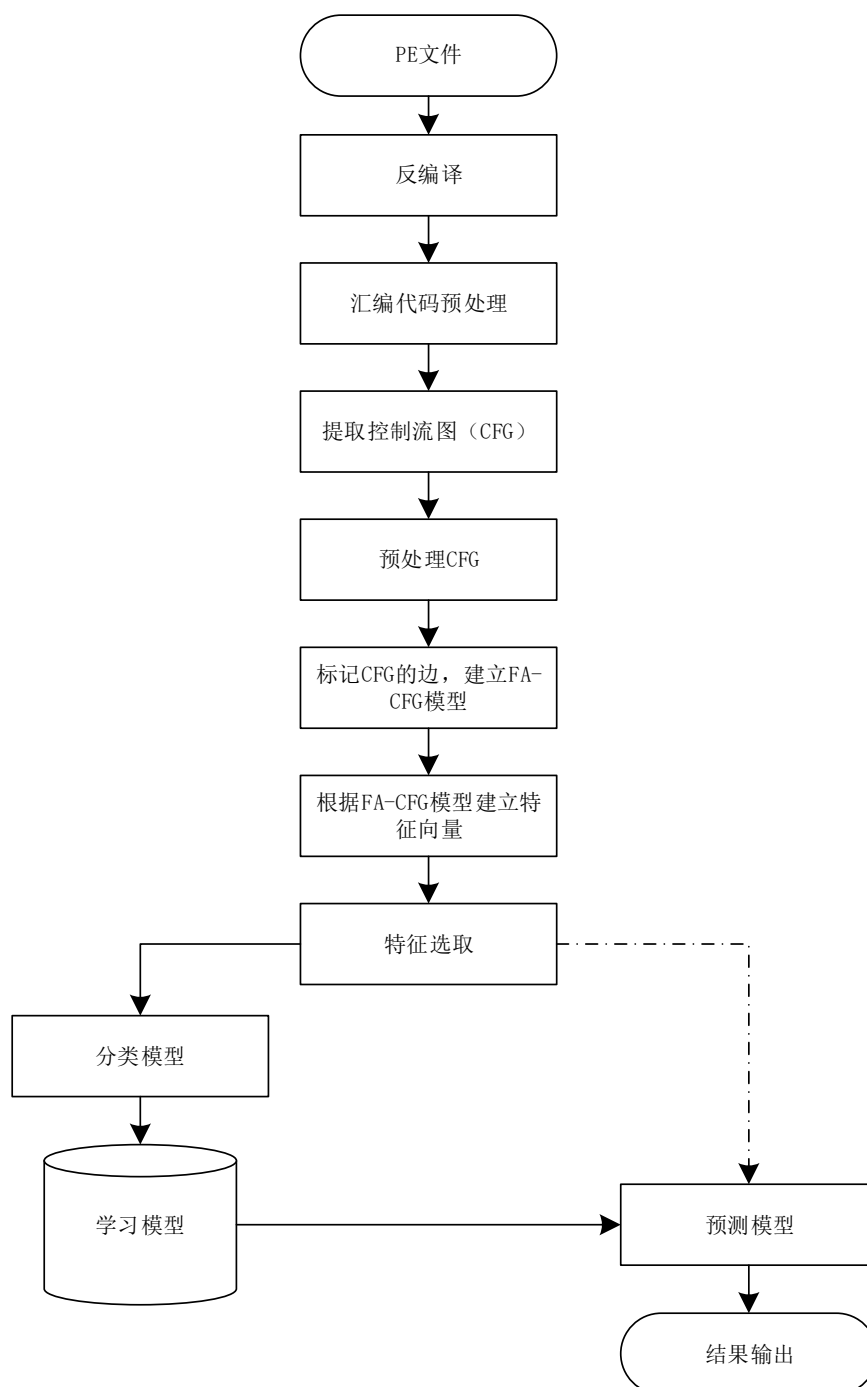 PE文件
反编译
汇编代码预处理
提取控制流图（CFG）
预处理CFG
标记CFG的边，建立FA-
CFG模型
根据FA-CFG模型建立特
征向量
特征选取
分类模型
学习模型
预测模型
结果输出